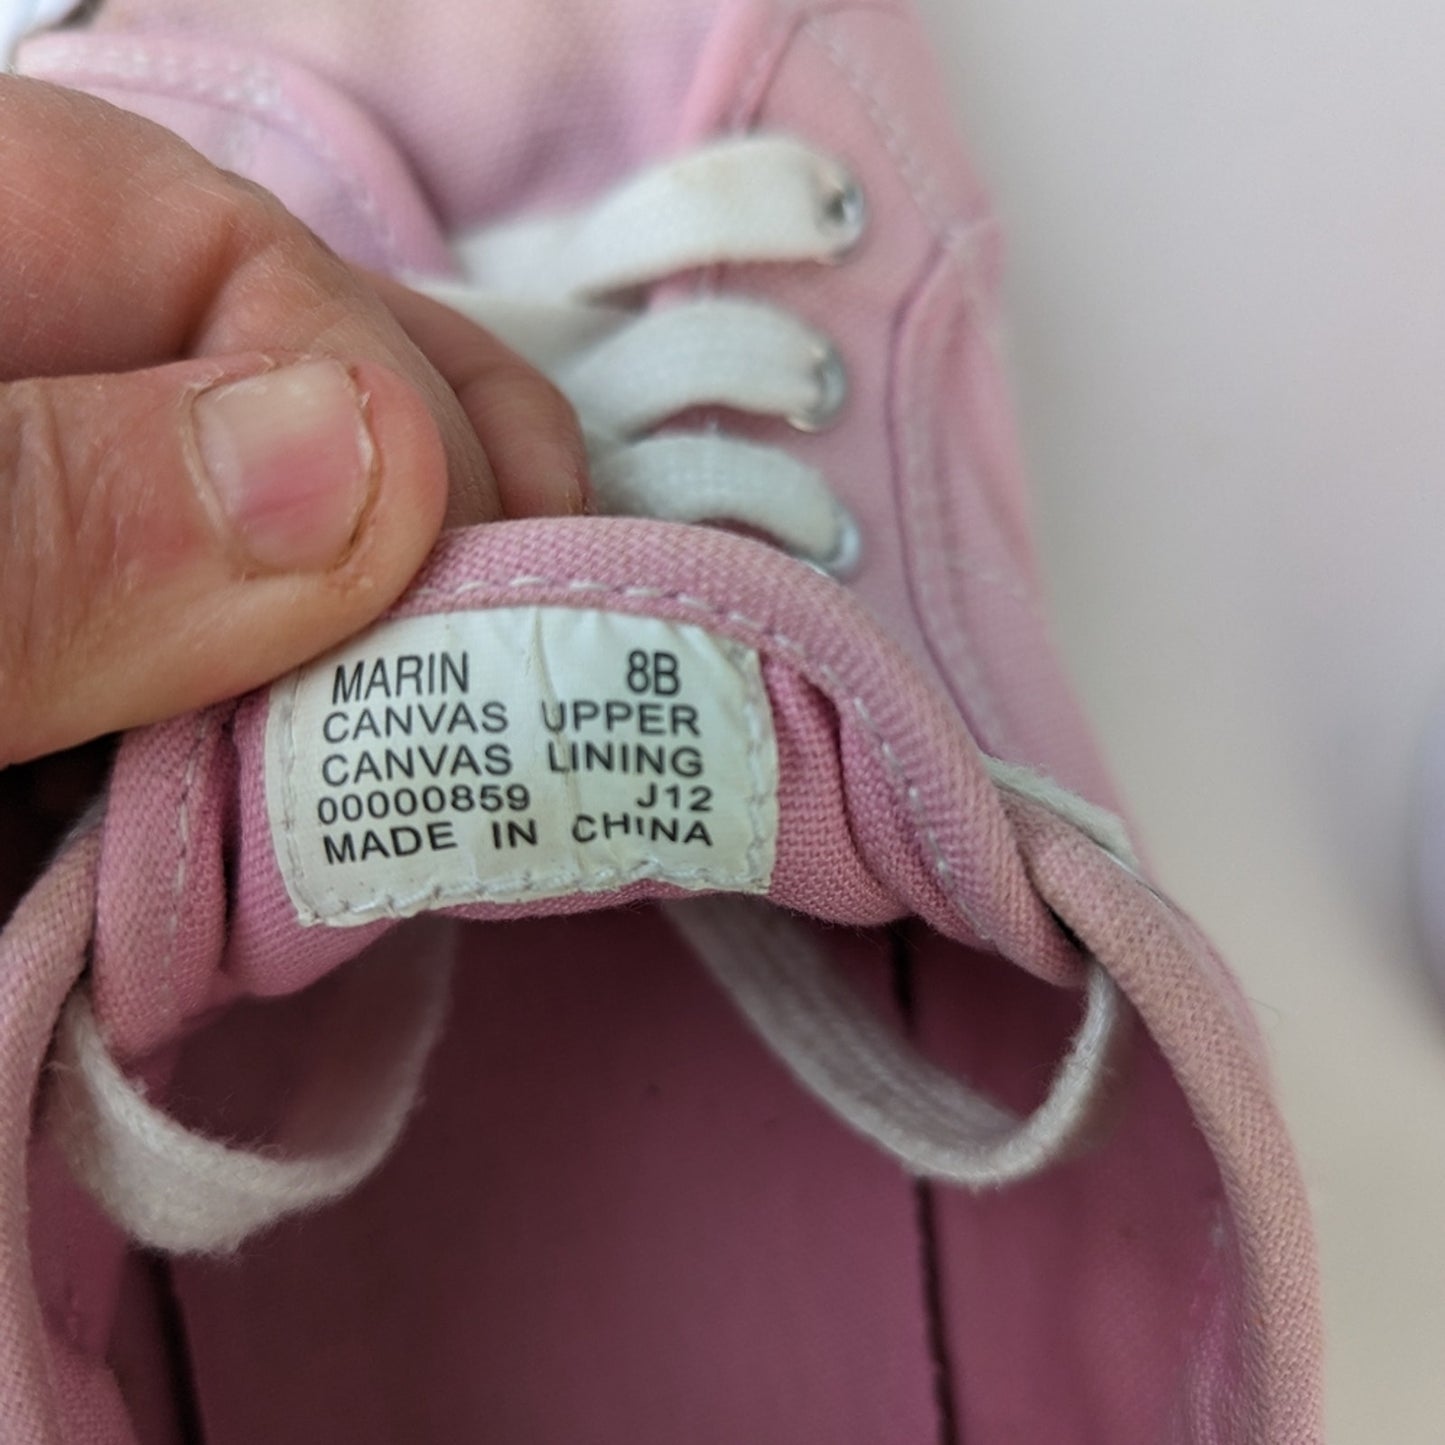 MARIN 8B
CANVAS UPPER
CANVAS LINING
00000859 J12
MADE IN CHINA